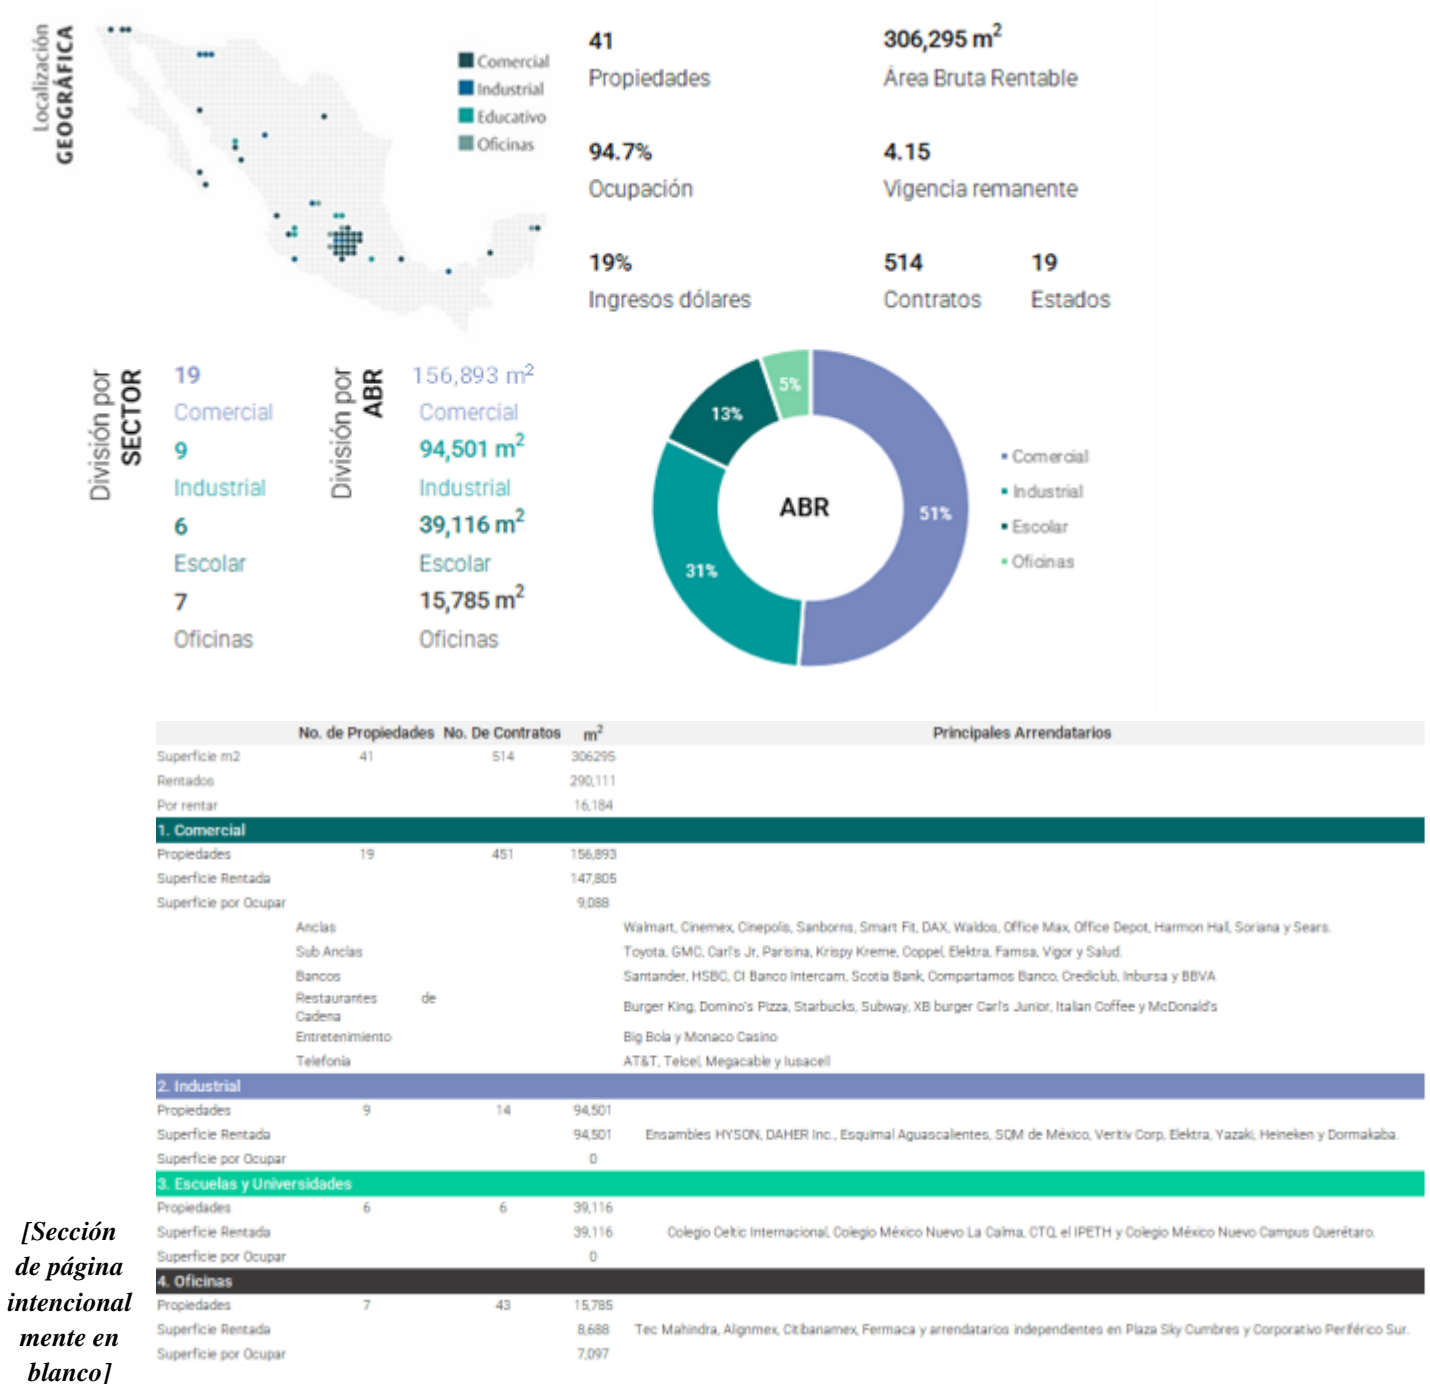 Localización
GEOGRÁFICA
Comercial
Industrial
Educativo
Oficinas
41
Propiedades
306,295 m²
Área Bruta Rentable
94.7%
Ocupación
4.15
Vigencia remanente
19%
Ingresos dólares
514
Contratos
19
Estados
División por
SECTOR
19
Comercial
9
Industrial
6
Escolar
7
Oficinas
División por
ABR
156,893 m²
Comercial
94,501 m²
Industrial
39,116 m²
Escolar
15,785 m²
Oficinas
5%
13%
31%
51%
ABR
Comercial
Industrial
Escolar
Oficinas
No. de Propiedades No. De Contratos m² Principales Arrendatarios
Superficie m2 41 514 306295
Rentados 290,111
Por rentar 16,184
1. Comercial
Propiedades 19 451 156,893
Superficie Rentada 147,805
Superficie por Ocupar 9,088
Anclas Walmart, Cinemex, Cinepolis, Sanborns, Smart Fit, DAX, Waldos, Office Max, Office Depot, Harmon Hall, Soriana y Sears.
Sub Anclas Toyota, GMC, Carl's Jr, Parisina, Krispy Kreme, Coppel, Elektra, Famsa, Vigor y Salud.
Bancos Santander, HSBC, CI Banco Intercam, Scotia Bank, Compartamos Banco, Crediclub, Inbursa y BBVA
Restaurantes de
Cadena Burger King, Domino's Pizza, Starbucks, Subway, XB burger Carl's Junior, Italian Coffee y McDonald's
Entretenimiento Big Bola y Monaco Casino
Telefonía AT&T, Telcel, Megacable y Iusacell
2. Industrial
Propiedades 9 14 94,501
Superficie Rentada 94,501 Ensambles HYSON, DAHER Inc., Esquimal Aguascalientes, SQM de México, Veritiv Corp, Elektra, Yazaki, Heineken y Dormakaba.
Superficie por Ocupar 0
3. Escuelas y Universidades
Propiedades 6 6 39,116
Superficie Rentada 39,116 Colegio Celtic Internacional, Colegio México Nuevo La Calma, CTQ, el IPETH y Colegio México Nuevo Campus Querétaro.
Superficie por Ocupar 0
4. Oficinas
Propiedades 7 43 15,785
Superficie Rentada 8,688 Tec Mahindra, Alignmex, Citibanamex, Fermaca y arrendatarios independientes en Plaza Sky Cumbres y Corporativo Periférico Sur.
Superficie por Ocupar 7,097
[Sección
de página
intencional
mente en
blanco]